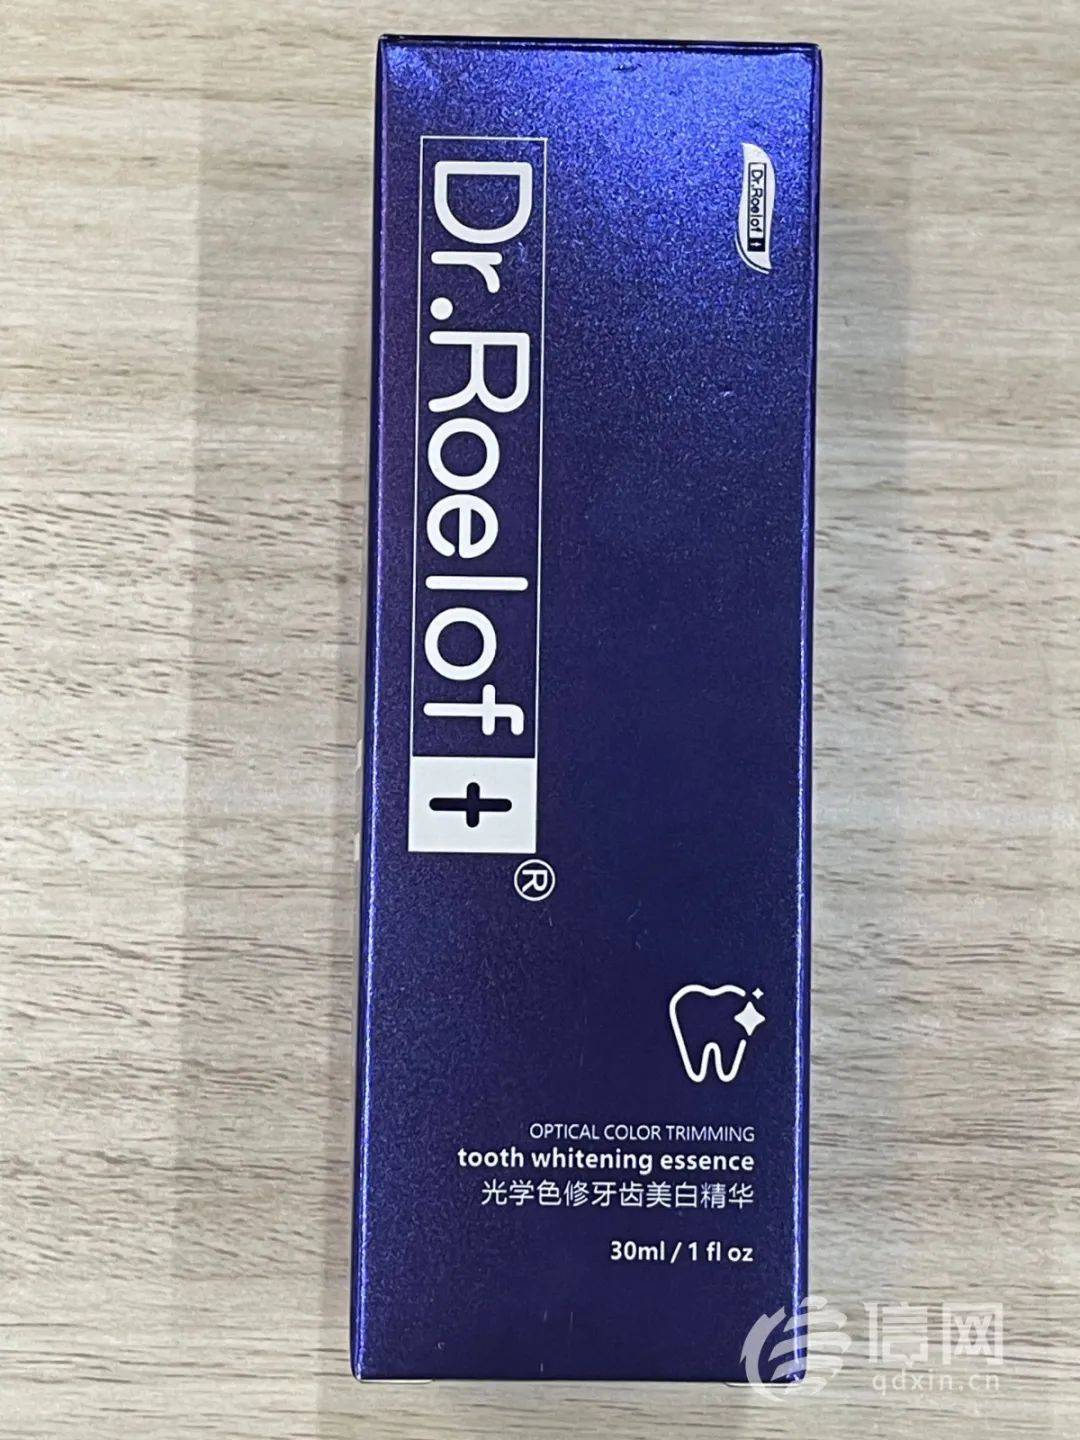 Dr.Roelof+
®
Dr.Roelof+
OPTICAL COLOR TRIMMING
tooth whitening essence
光学色修牙齿美白精华
30ml / 1 fl oz
信网
qdxin.cn